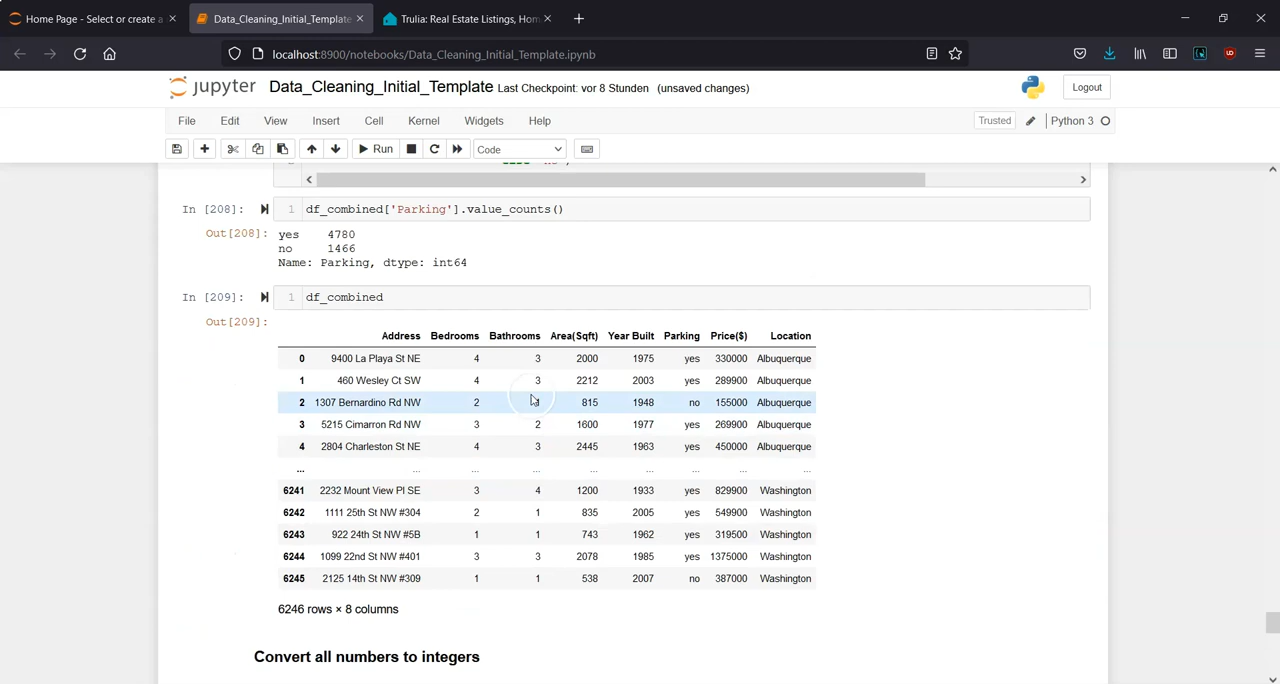 Home Page - Select or create a
Data_Cleaning_Initial_Template
Trulia: Real Estate Listings, Hom
localhost:8900/notebooks/Data_Cleaning_Initial_Template.ipynb
jupyter Data_Cleaning_Initial_Template Last Checkpoint: vor 8 Stunden (unsaved changes)
Logout
File Edit View Insert Cell Kernel Widgets Help
Trusted Python 3
Run Code
In [208]: 1 df_combined['Parking'].value_counts()
Out[208]: yes 4780
no 1466
Name: Parking, dtype: int64
In [209]: 1 df_combined
Out[209]:
Address Bedrooms Bathrooms Area(Sqft) Year Built Parking Price($) Location
0 9400 La Playa St NE 4 3 2000 1975 yes 330000 Albuquerque
1 460 Wesley Ct SW 4 3 2212 2003 yes 289900 Albuquerque
2 1307 Bernardino Rd NW 2 1 815 1948 no 155000 Albuquerque
3 5215 Cimarron Rd NW 3 2 1600 1977 yes 269900 Albuquerque
4 2804 Charleston St NE 4 3 2445 1963 yes 450000 Albuquerque
... ... ... ... ... ... ... ... ...
6241 2232 Mount View Pl SE 3 4 1200 1933 yes 829900 Washington
6242 1111 25th St NW #304 2 1 835 2005 yes 549900 Washington
6243 922 24th St NW #5B 1 1 743 1962 yes 319500 Washington
6244 1099 22nd St NW #401 3 3 2078 1985 yes 1375000 Washington
6245 2125 14th St NW #309 1 1 538 2007 no 387000 Washington
6246 rows × 8 columns
Convert all numbers to integers